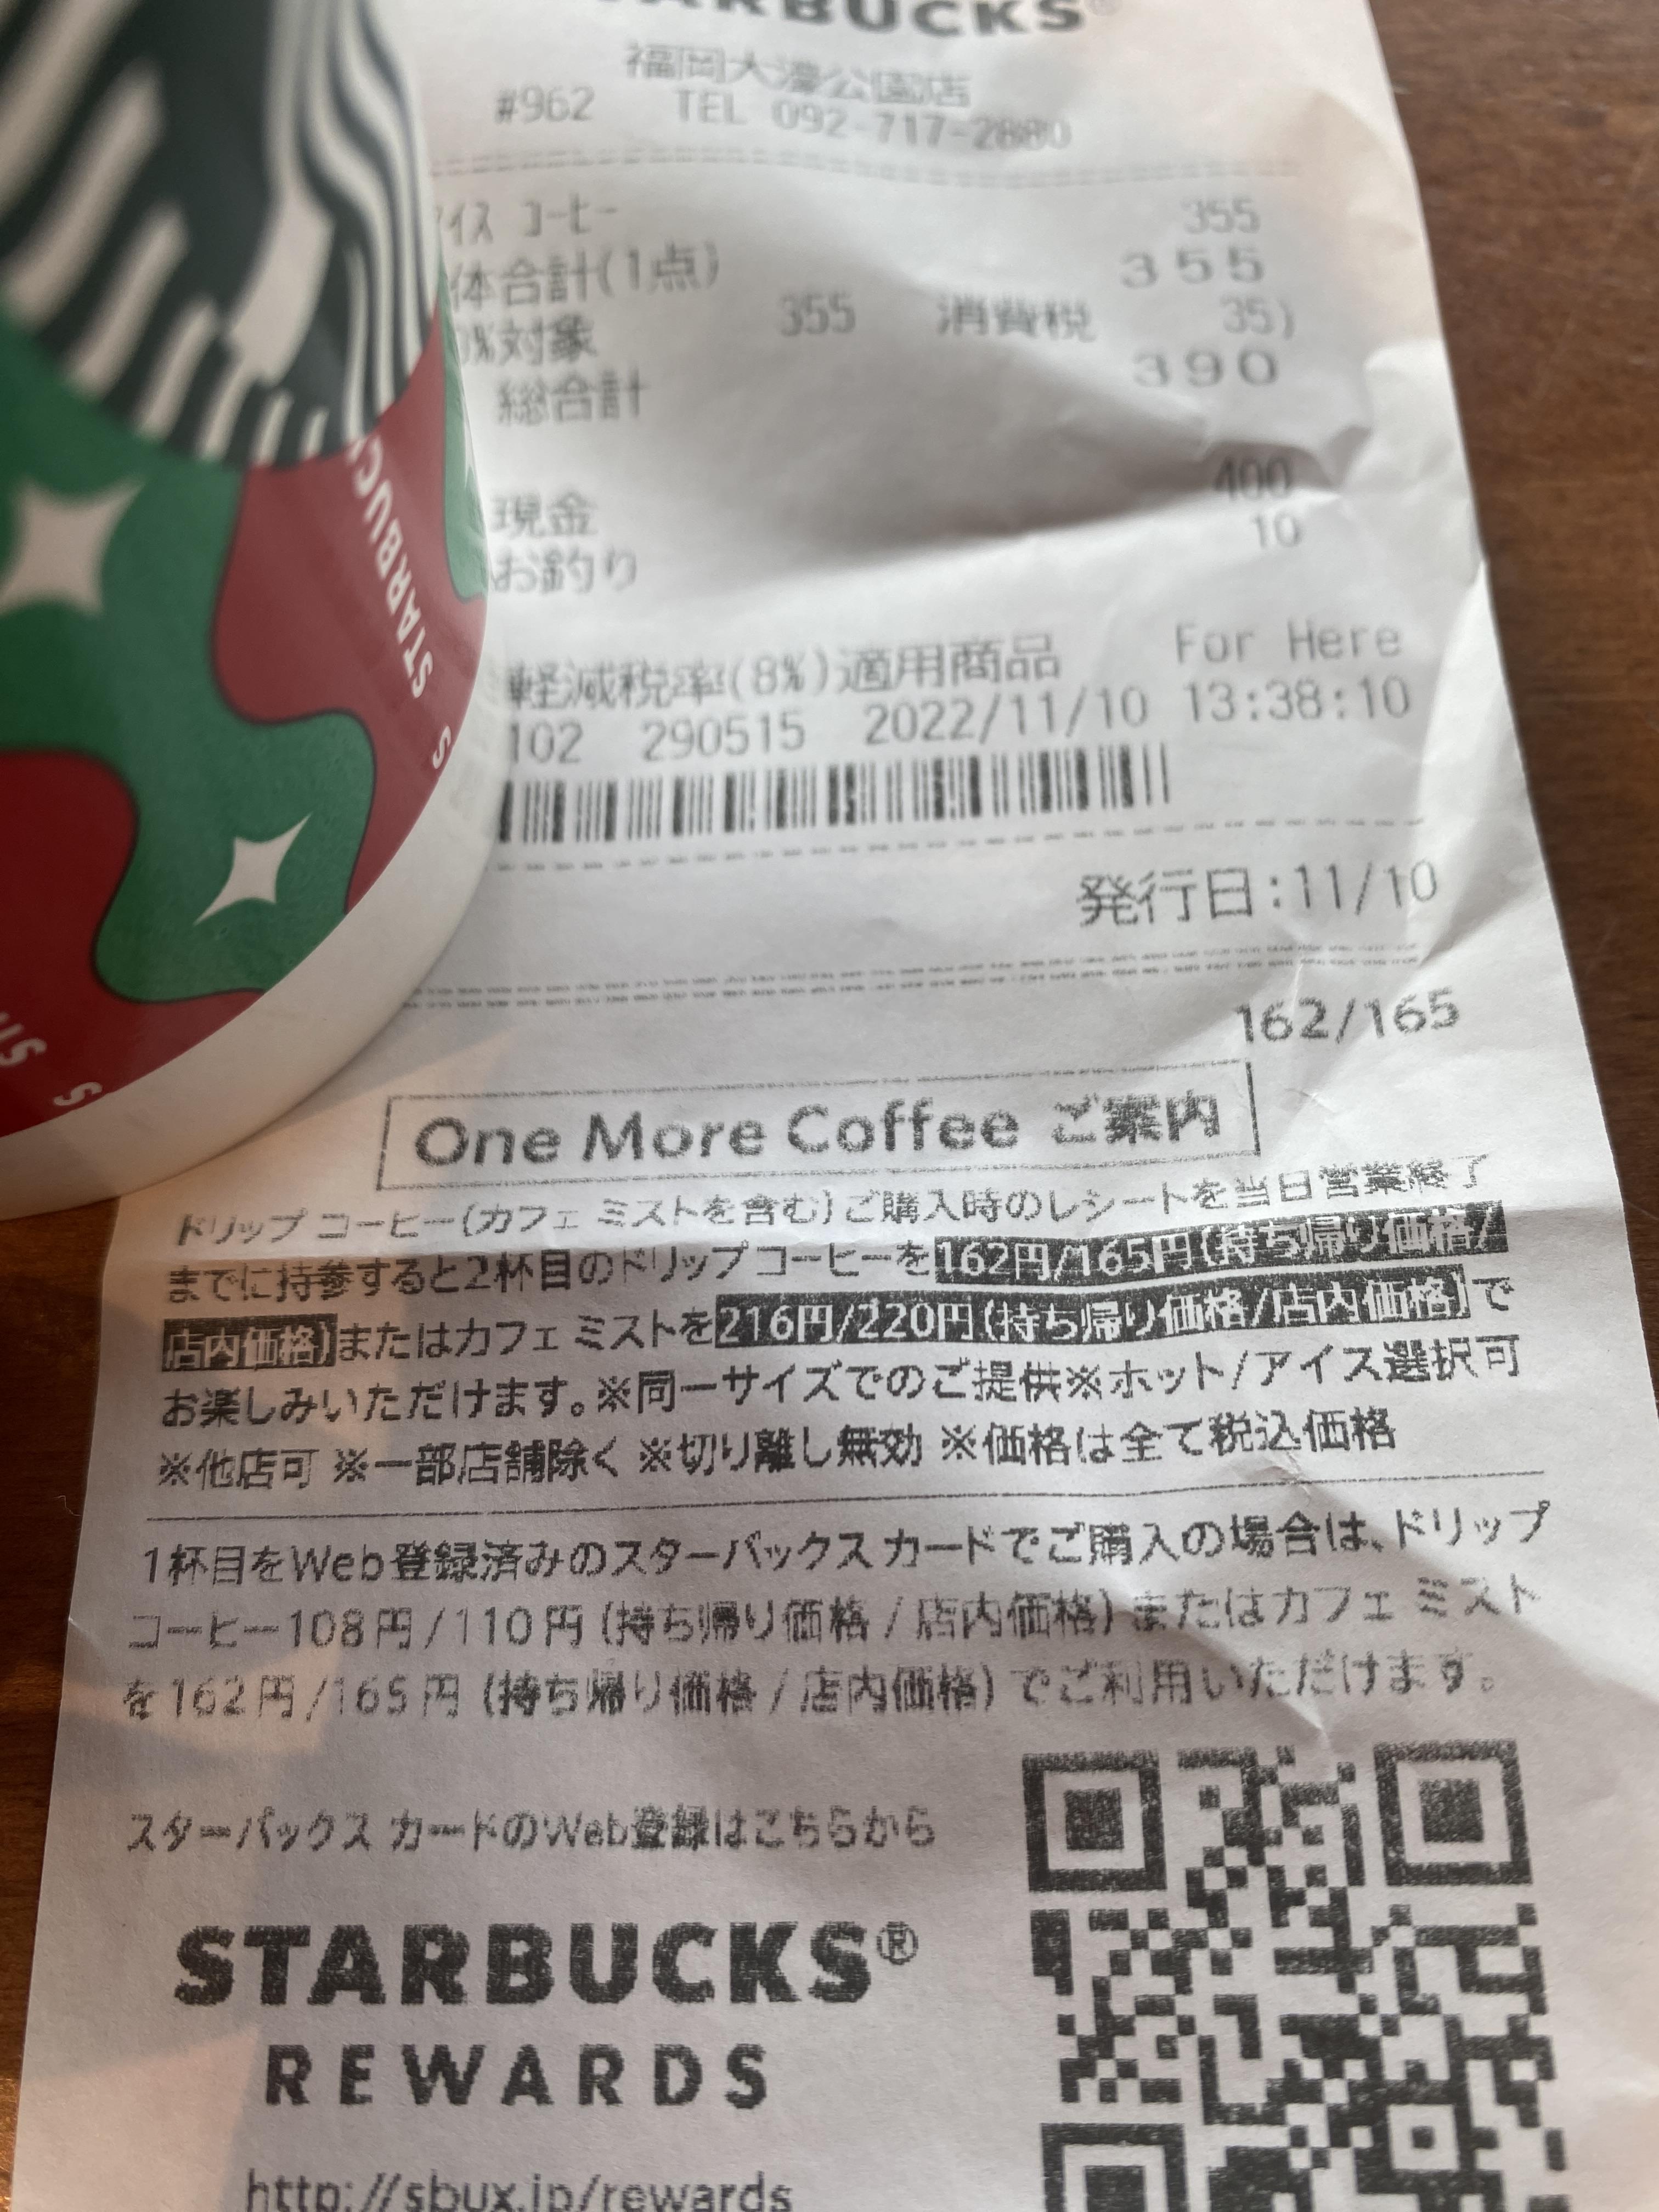 STARBUCKS
福岡大濠公園店
#962 TEL 092-717-2880
イス コーヒー 355
体合計(1点) 355
%対象 355 消費税 35)
総合計 390
現金 400
お釣り 10
軽減税率(8%)適用商品 For Here
102 290515 2022/11/10 13:38:10
発行日:11/10
162/165
One More Coffee ご案内
ドリップ コーヒー(カフェ ミストを含む)ご購入時のレシートを当日営業終了
までに持参すると2杯目のドリップ コーヒーを162円/165円(持ち帰り価格/
店内価格)またはカフェ ミストを216円/220円(持ち帰り価格/店内価格)で
お楽しみいただけます。※同一サイズでのご提供※ホット/アイス選択可
※他店可 ※一部店舗除く ※切り離し無効 ※価格は全て税込価格
1杯目をWeb登録済みのスターバックス カードでご購入の場合は、ドリップ
コーヒー108円/110円 (持ち帰り価格 / 店内価格) またはカフェ ミスト
を162円/165円 (持ち帰り価格 / 店内価格) でご利用いただけます。
スターバックス カードのWeb登録はこちらから
STARBUCKS®
REWARDS
http://sbux.jp/rewards
STARBUCKS